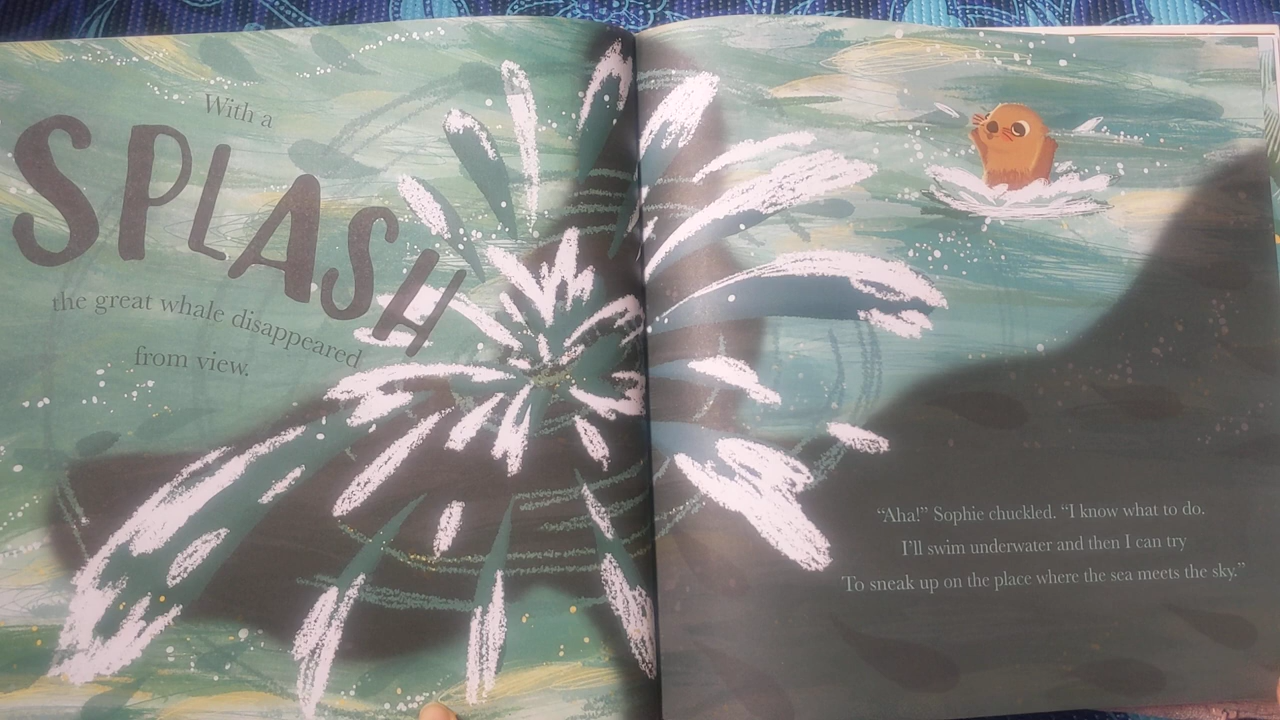 With a
SPLASH
the great whale disappeared
from view.
“Aha!” Sophie chuckled. “I know what to do.
I’ll swim underwater and then I can try
To sneak up on the place where the sea meets the sky.”